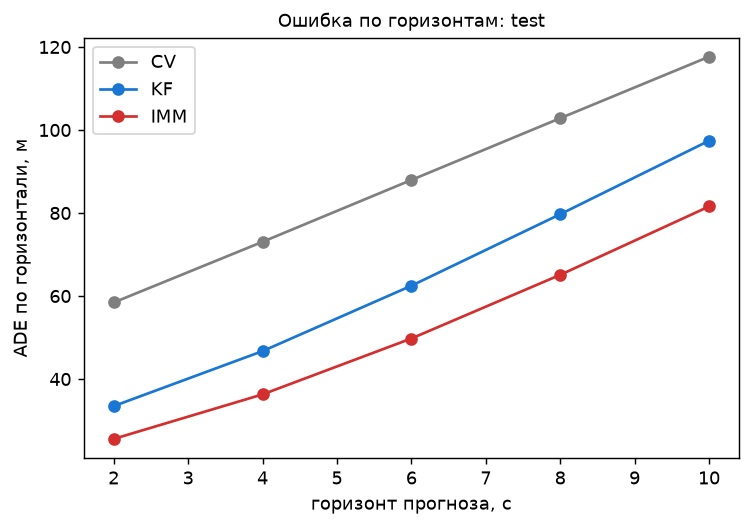 Ошибка по горизонтам: test
CV
KF
IMM
120
100
80
60
40
ADE по горизонтали, м
2 3 4 5 6 7 8 9 10
горизонт прогноза, с